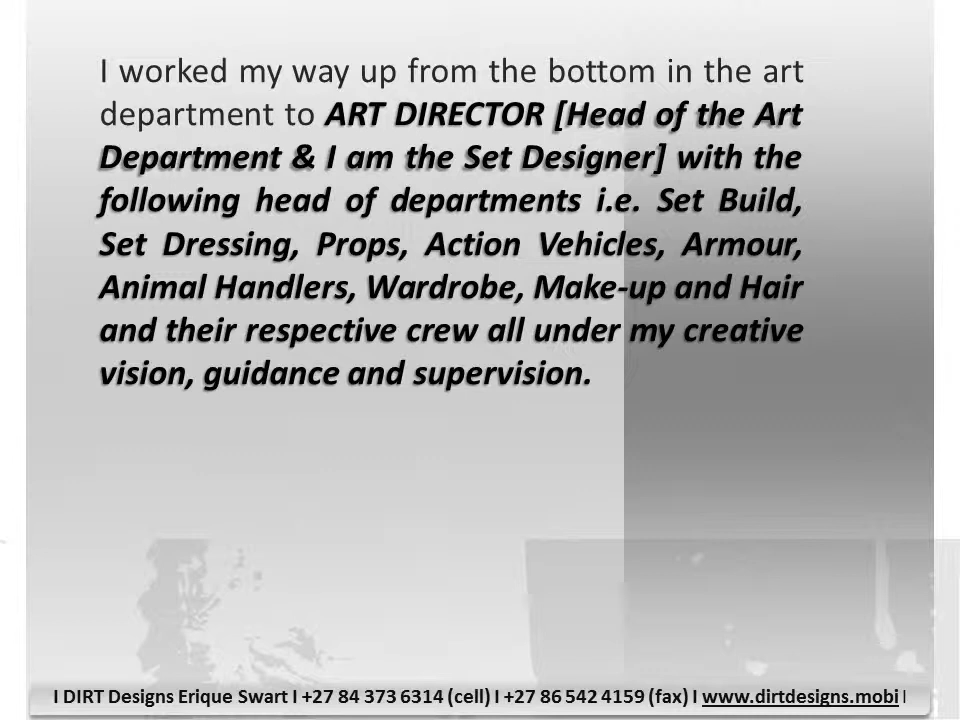 I worked my way up from the bottom in the art
department to ART DIRECTOR [Head of the Art
Department & I am the Set Designer] with the
following head of departments i.e. Set Build,
Set Dressing, Props, Action Vehicles, Armour,
Animal Handlers, Wardrobe, Make-up and Hair
and their respective crew all under my creative
vision, guidance and supervision.
I DIRT Designs Erique Swart I +27 84 373 6314 (cell) I +27 86 542 4159 (fax) I www.dirtdesigns.mobi I